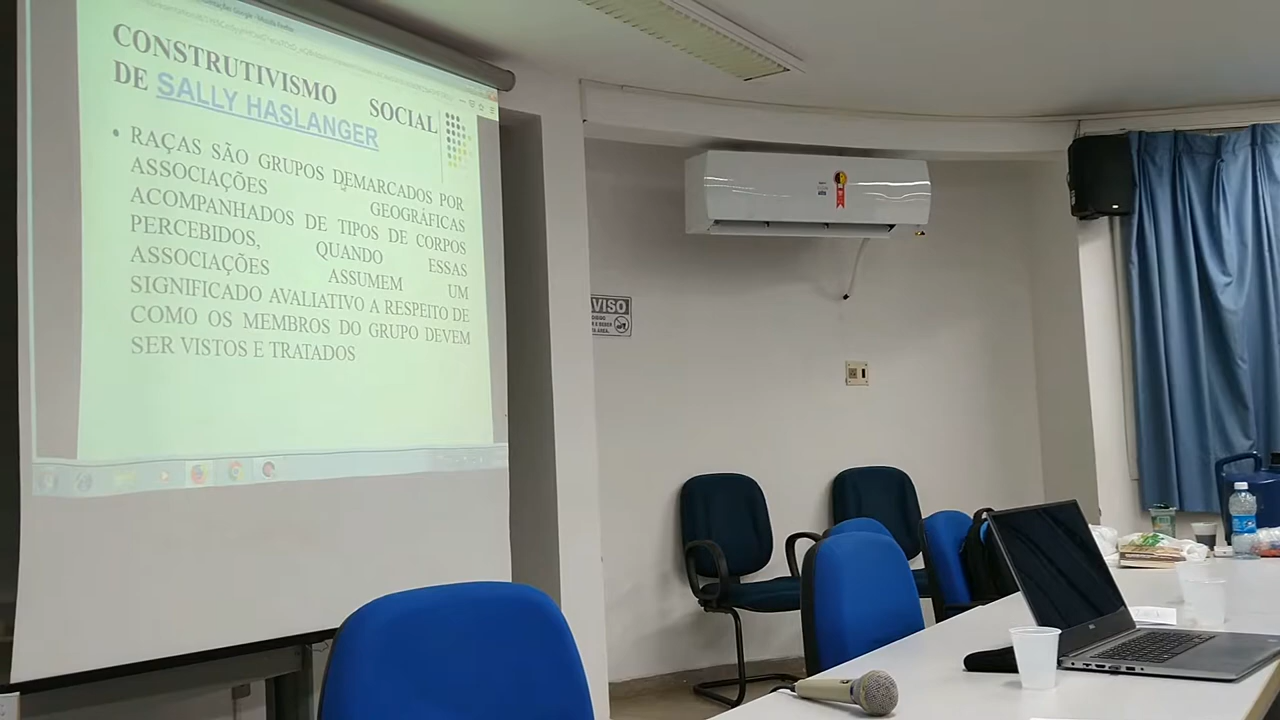 CONSTRUTIVISMO SOCIAL
DE SALLY HASLANGER
• RAÇAS SÃO GRUPOS DEMARCADOS POR
ASSOCIAÇÕES GEOGRÁFICAS
ACOMPANHADOS DE TIPOS DE CORPOS
PERCEBIDOS, QUANDO ESSAS
ASSOCIAÇÕES ASSUMEM UM
SIGNIFICADO AVALIATIVO A RESPEITO DE
COMO OS MEMBROS DO GRUPO DEVEM
SER VISTOS E TRATADOS
AVISO